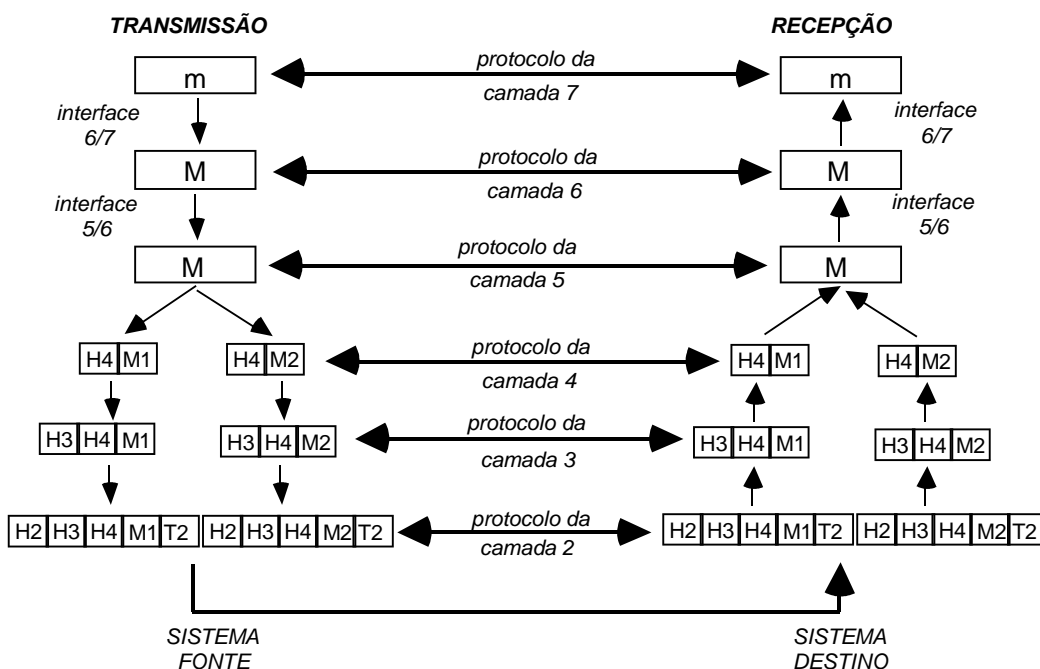 TRANSMISSÃO
RECEPÇÃO
m
protocolo da
camada 7
m
interface
6/7
interface
6/7
M
protocolo da
camada 6
M
interface
5/6
interface
5/6
M
protocolo da
camada 5
M
H4 M1
H4 M2
protocolo da
camada 4
H4 M1
H4 M2
H3 H4 M1
H3 H4 M2
protocolo da
camada 3
H3 H4 M1
H3 H4 M2
H2 H3 H4 M1 T2
H2 H3 H4 M2 T2
protocolo da
camada 2
H2 H3 H4 M1 T2
H2 H3 H4 M2 T2
SISTEMA
FONTE
SISTEMA
DESTINO